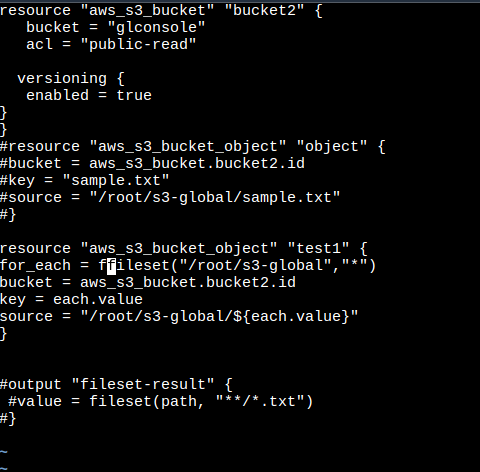 resource "aws_s3_bucket" "bucket2" {
   bucket = "glconsole"
   acl = "public-read"

  versioning {
   enabled = true
}
}
#resource "aws_s3_bucket_object" "object" {
#bucket = aws_s3_bucket.bucket2.id
#key = "sample.txt"
#source = "/root/s3-global/sample.txt"
#}

resource "aws_s3_bucket_object" "test1" {
for_each = ffileset("/root/s3-global","*")
bucket = aws_s3_bucket.bucket2.id
key = each.value
source = "/root/s3-global/${each.value}"
}


#output "fileset-result" {
 #value = fileset(path, "**/*.txt")
#}

~
~